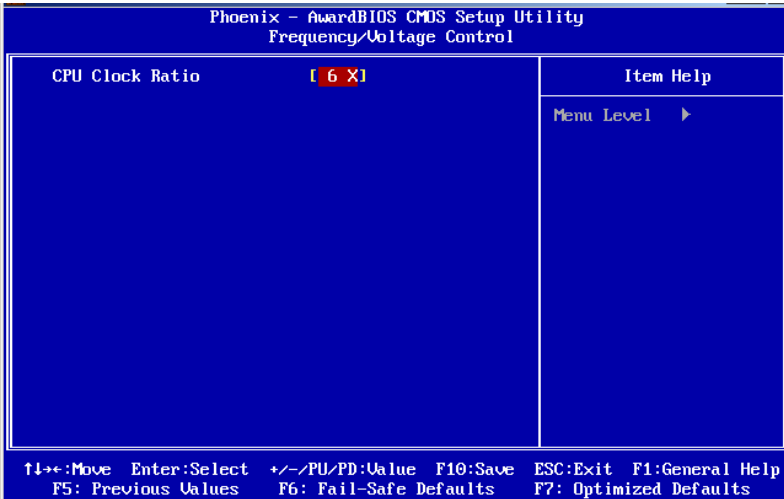 Phoenix - AwardBIOS CMOS Setup Utility
Frequency/Voltage Control
CPU Clock Ratio [ 6 X]
Item Help
Menu Level ▶
↑↓→←:Move Enter:Select +/-/PU/PD:Value F10:Save ESC:Exit F1:General Help
F5: Previous Values F6: Fail-Safe Defaults F7: Optimized Defaults